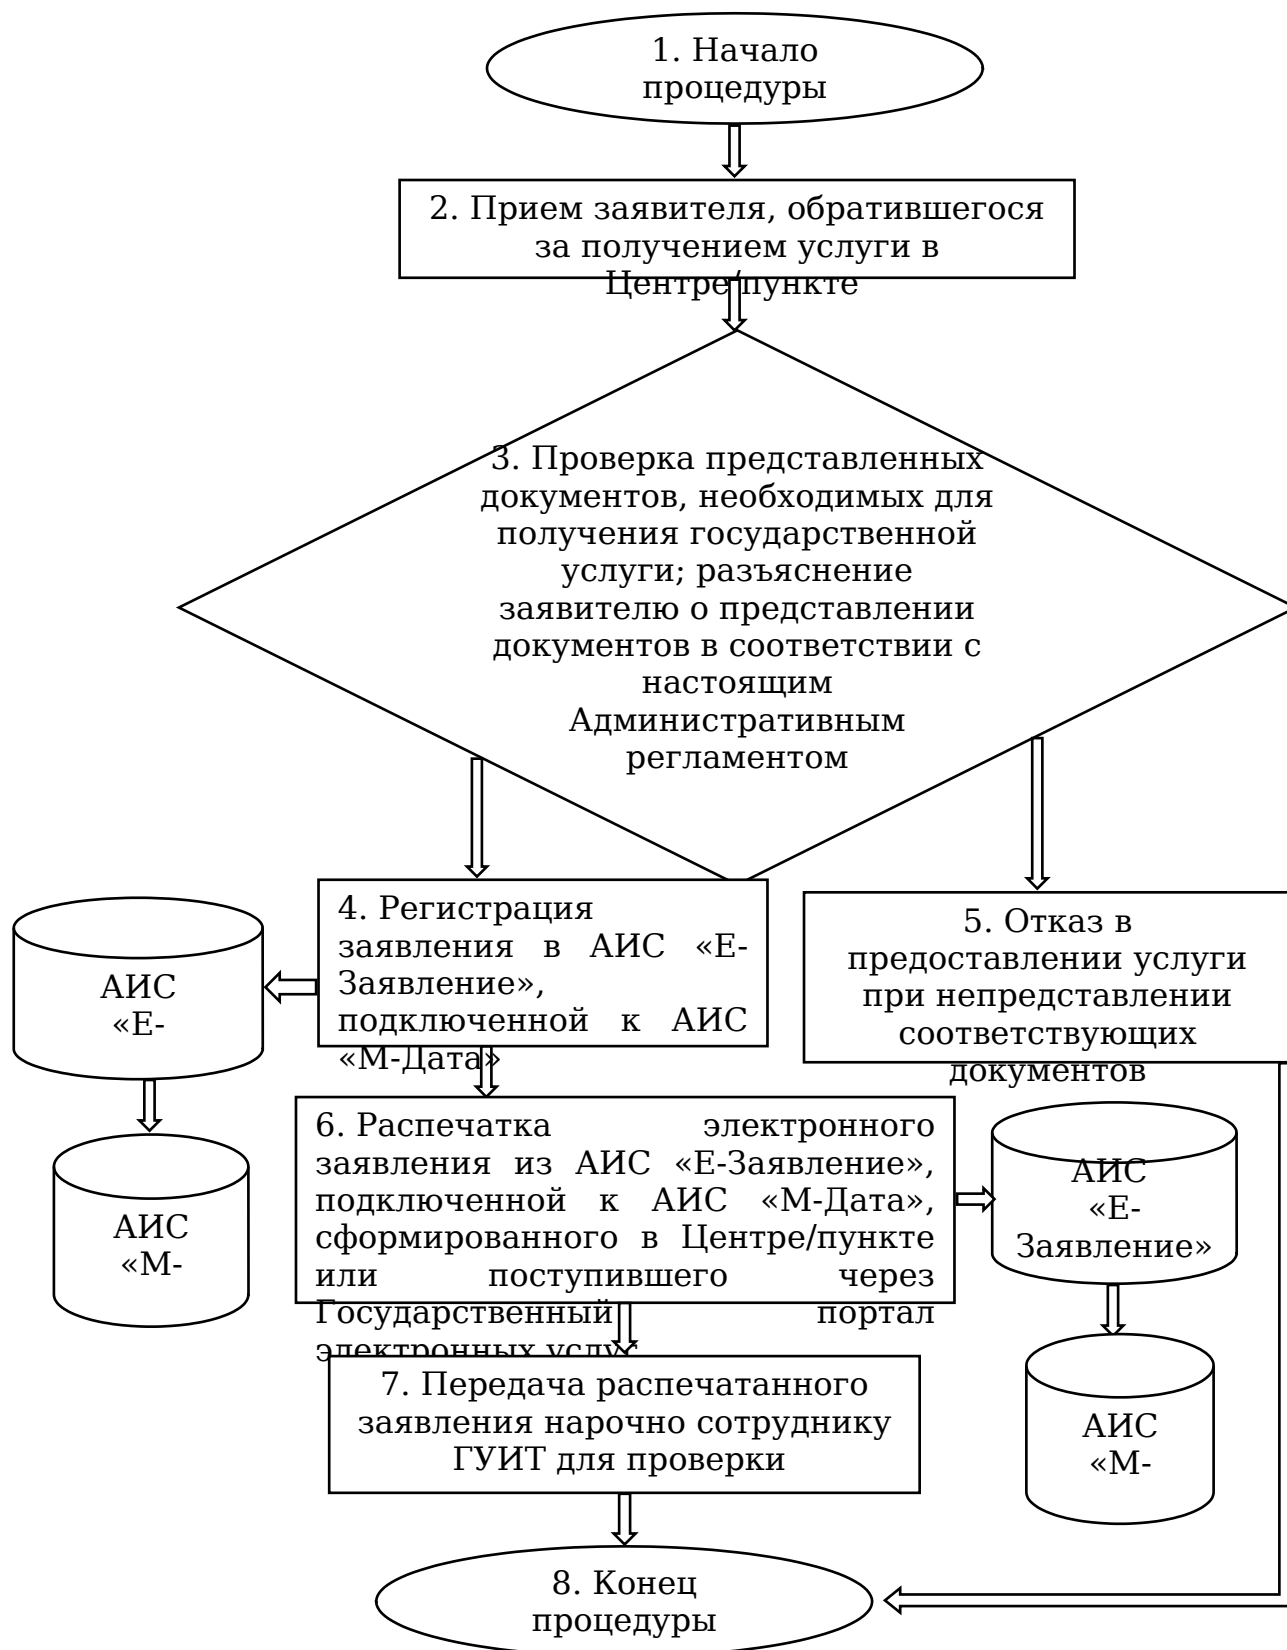 1. Начало
процедуры
2. Прием заявителя, обратившегося
за получением услуги в
Центре/пункте
3. Проверка представленных
документов, необходимых для
получения государственной
услуги; разъяснение
заявителю о представлении
документов в соответствии с
настоящим
Административным
регламентом
4. Регистрация
заявления в АИС «Е-
Заявление»,
подключенной к АИС
«М-Дата»
5. Отказ в
предоставлении услуги
при непредставлении
соответствующих
документов
АИС
«Е-
АИС
«М-
6. Распечатка электронного
заявления из АИС «Е-Заявление»,
подключенной к АИС «М-Дата»,
сформированного в Центре/пункте
или поступившего через
Государственный портал
электронных услуг
АИС
«Е-
Заявление»
АИС
«М-
7. Передача распечатанного
заявления нарочно сотруднику
ГУИТ для проверки
8. Конец
процедуры